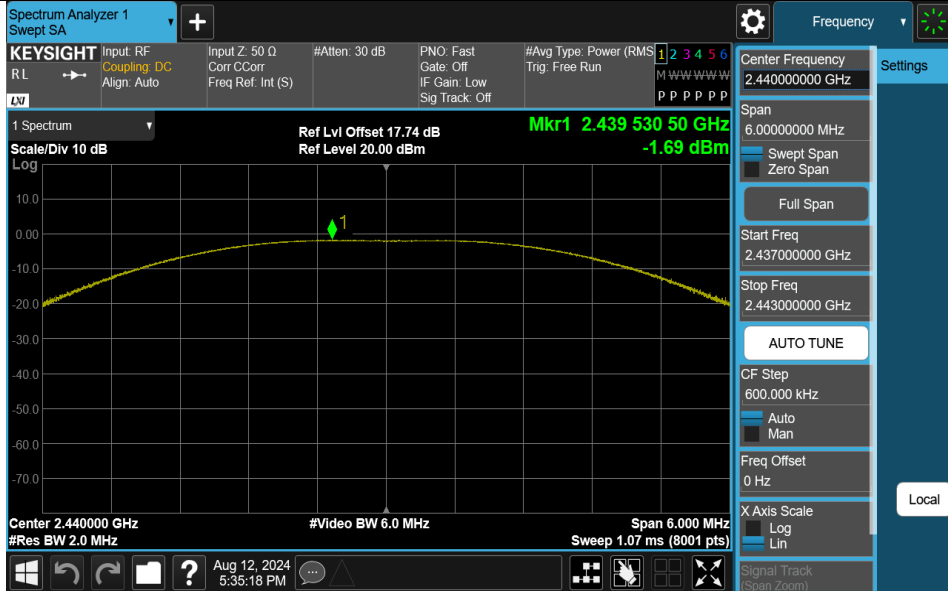 Spectrum Analyzer 1
Swept SA
+
Frequency
KEYSIGHT
RL
LXI
Input: RF
Coupling: DC
Align: Auto
Input Z: 50 Ω
Corr CCorr
Freq Ref: Int (S)
#Atten: 30 dB
PNO: Fast
Gate: Off
IF Gain: Low
Sig Track: Off
#Avg Type: Power (RMS
Trig: Free Run
1 2 3 4 5 6
M W W W W W
P P P P P P
1 Spectrum
Scale/Div 10 dB
Log
Ref Lvl Offset 17.74 dB
Ref Level 20.00 dBm
Mkr1 2.439 530 50 GHz
-1.69 dBm
1
10.0
0.00
-10.0
-20.0
-30.0
-40.0
-50.0
-60.0
-70.0
Center 2.440000 GHz
#Res BW 2.0 MHz
#Video BW 6.0 MHz
Span 6.000 MHz
Sweep 1.07 ms (8001 pts)
?
Aug 12, 2024
5:35:18 PM
Center Frequency
2.440000000 GHz
Span
6.00000000 MHz
Swept Span
Zero Span
Full Span
Start Freq
2.437000000 GHz
Stop Freq
2.443000000 GHz
AUTO TUNE
CF Step
600.000 kHz
Auto
Man
Freq Offset
0 Hz
X Axis Scale
Log
Lin
Signal Track
(Span Zoom)
Settings
Local